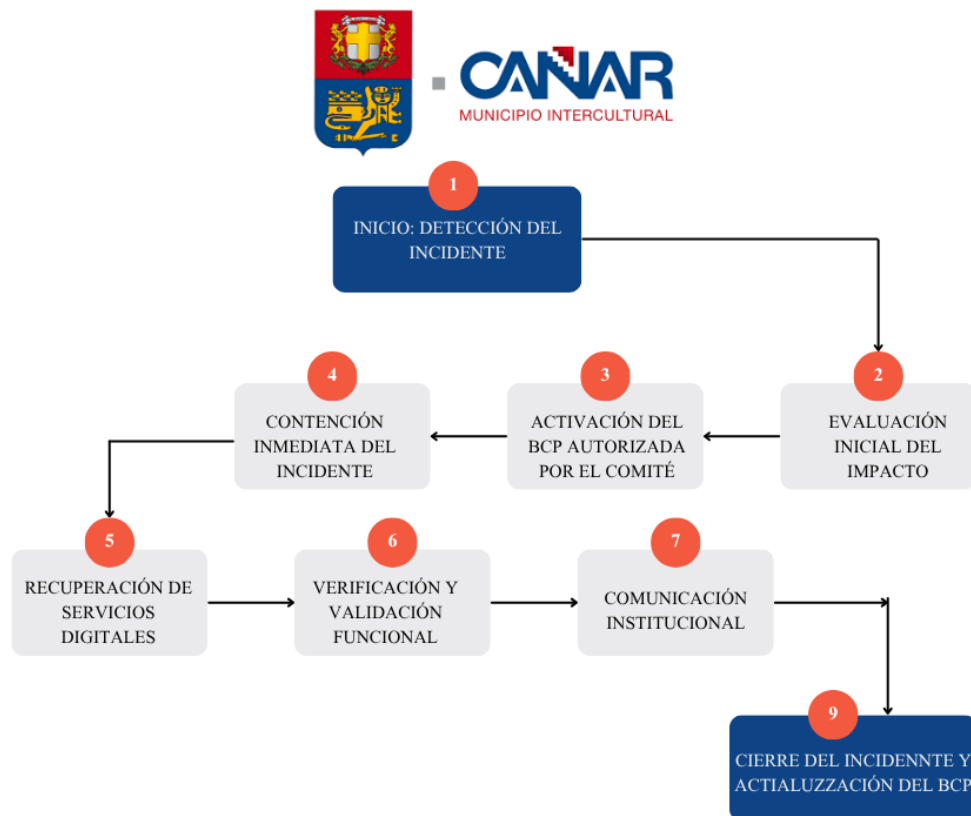 CAÑAR
MUNICIPIO INTERCULTURAL
1
INICIO: DETECCIÓN DEL
INCIDENTE
2
EVALUACIÓN
INICIAL DEL
IMPACTO
3
ACTIVACIÓN DEL
BCP AUTORIZADA
POR EL COMITÉ
4
CONTENCIÓN
INMEDIATA DEL
INCIDENTE
5
RECUPERACIÓN DE
SERVICIOS
DIGITALES
6
VERIFICACIÓN Y
VALIDACIÓN
FUNCIONAL
7
COMUNICACIÓN
INSTITUCIONAL
9
CIERRE DEL INCIDENNTE Y
ACTIALUZZACIÓN DEL BCP